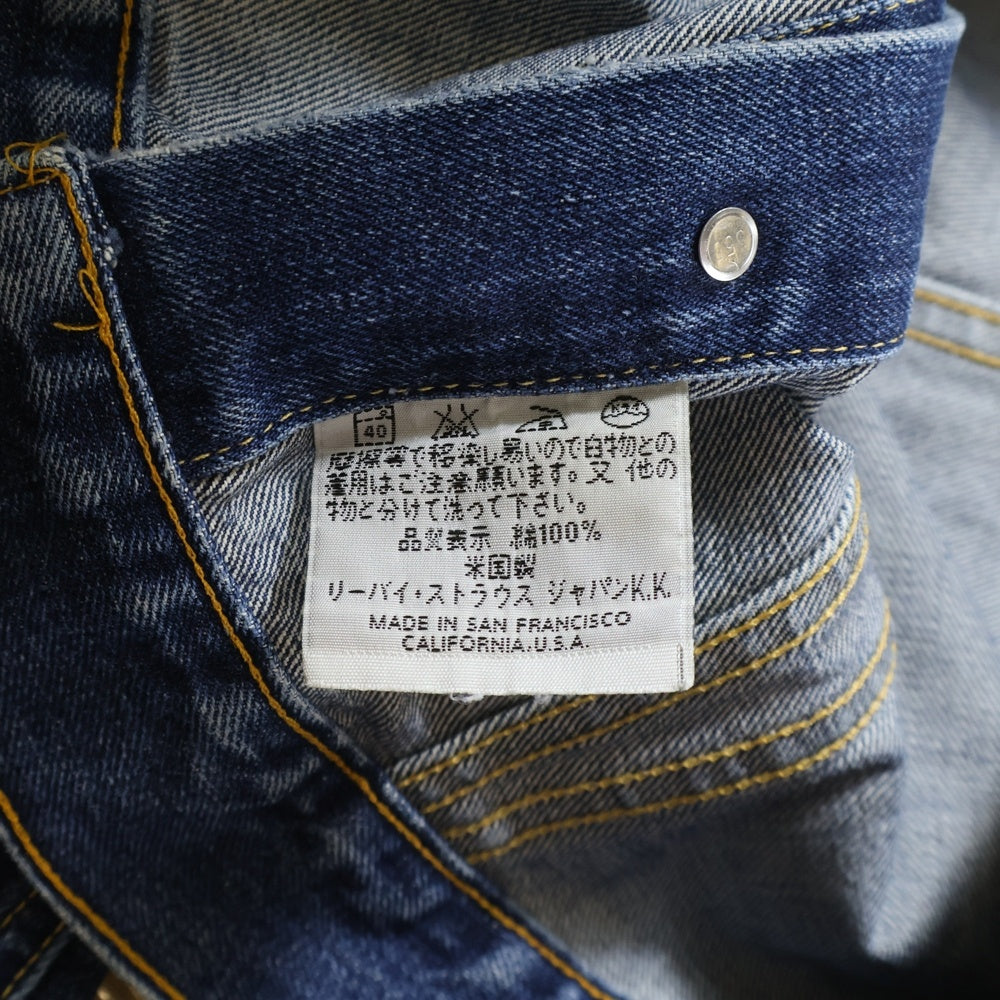 40
等で移染し易いので白物との
着用はご注意願います。又 他の
物と分けて洗って下さい。
品質表示 綿100%
米国製
リーバイ・ストラウス ジャパンK.K.
MADE IN SAN FRANCISCO
CALIFORNIA.U.S.A.